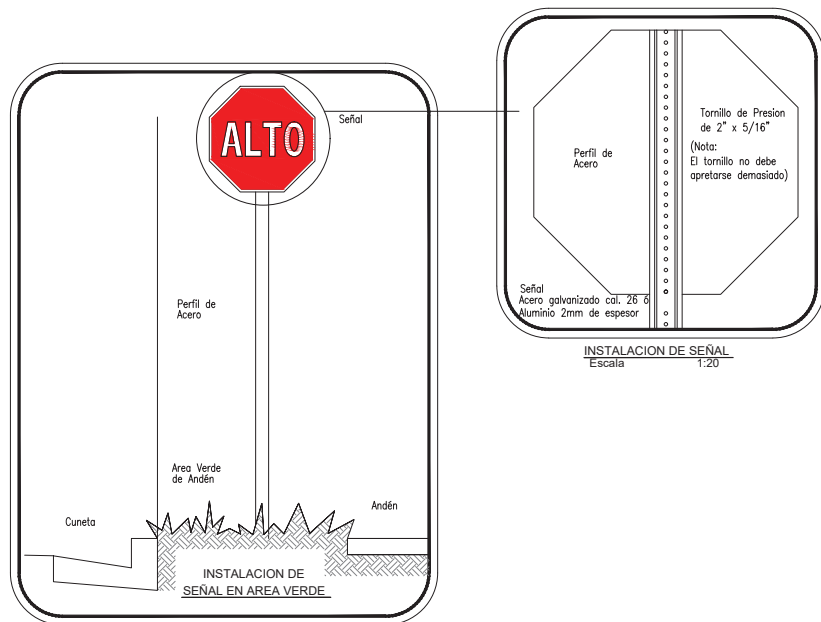 ALTO
Señal
Perfil de
Acero
Area Verde
de Andén
Cuneta
Andén
INSTALACION DE
SEÑAL EN AREA VERDE
Perfil de
Acero
Tornillo de Presion
de 2" x 5/16"
(Nota:
El tornillo no debe
apretarse demasiado)
Señal
Acero galvanizado cal. 26 ó
Aluminio 2mm de espesor
INSTALACION DE SEÑAL
Escala 1:20